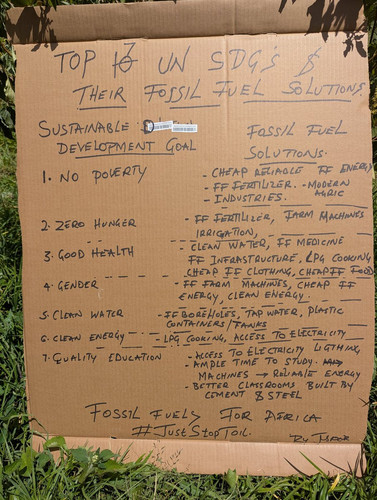 TOP 13 UN SDG'S &
THEIR FOSSIL FUEL SOLUTIONS
SUSTAINABLE
DEVELOPMENT GOAL
FOSSIL FUEL
SOLUTIONS.
1. NO POVERTY
- CHEAP RELIABLE FF ENERGY
- FF FERTILIZER. - MODERN AGRIC
- INDUSTRIES.
2. ZERO HUNGER
- FF FERTILIZER, FARM MACHINES
IRRIGATION,
3. GOOD HEALTH
- CLEAN WATER, FF MEDICINE
FF INFRASTRUCTURE, LPG COOKING
CHEAP FF CLOTHING, CHEAP FF FOOD
4. GENDER
- FF FARM MACHINES, CHEAP FF
ENERGY, CLEAN ENERGY.
5. CLEAN WATER
- FF BOREHOLES, TAP WATER, PLASTIC
CONTAINERS/TANKS
6. CLEAN ENERGY
- LPG COOKING, ACCESS TO ELECTRICITY
7. QUALITY EDUCATION
- ACCESS TO ELECTRICITY LIGTHING,
- AMPLE TIME TO STUDY.
MACHINES → RELIABLE ENERGY
- BETTER CLASSROOMS BUILT BY
CEMENT & STEEL
FOSSIL FUELS FOR AFRICA
#JustStopToil.